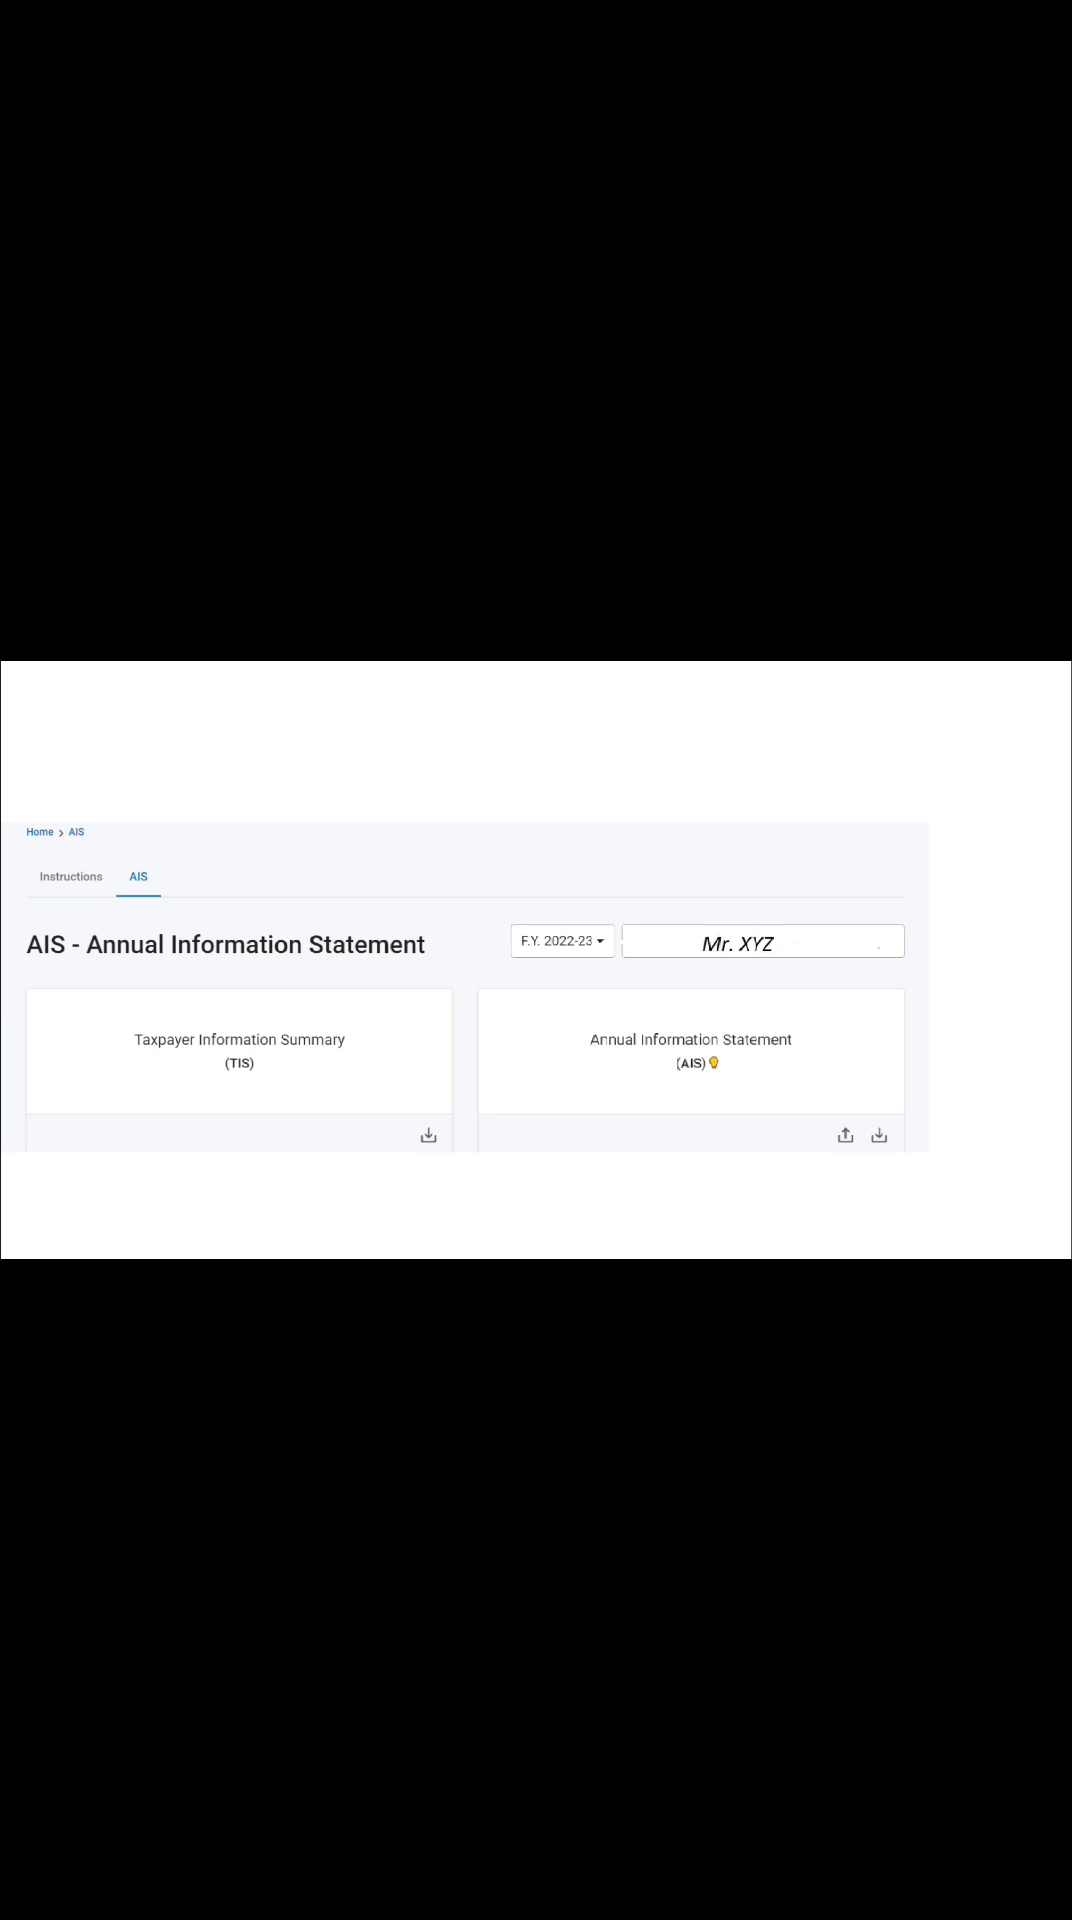 Home > AIS
Instructions AIS
AIS - Annual Information Statement
F.Y. 2022-23
Mr. XYZ
Taxpayer Information Summary
(TIS)
Annual Information Statement
(AIS)